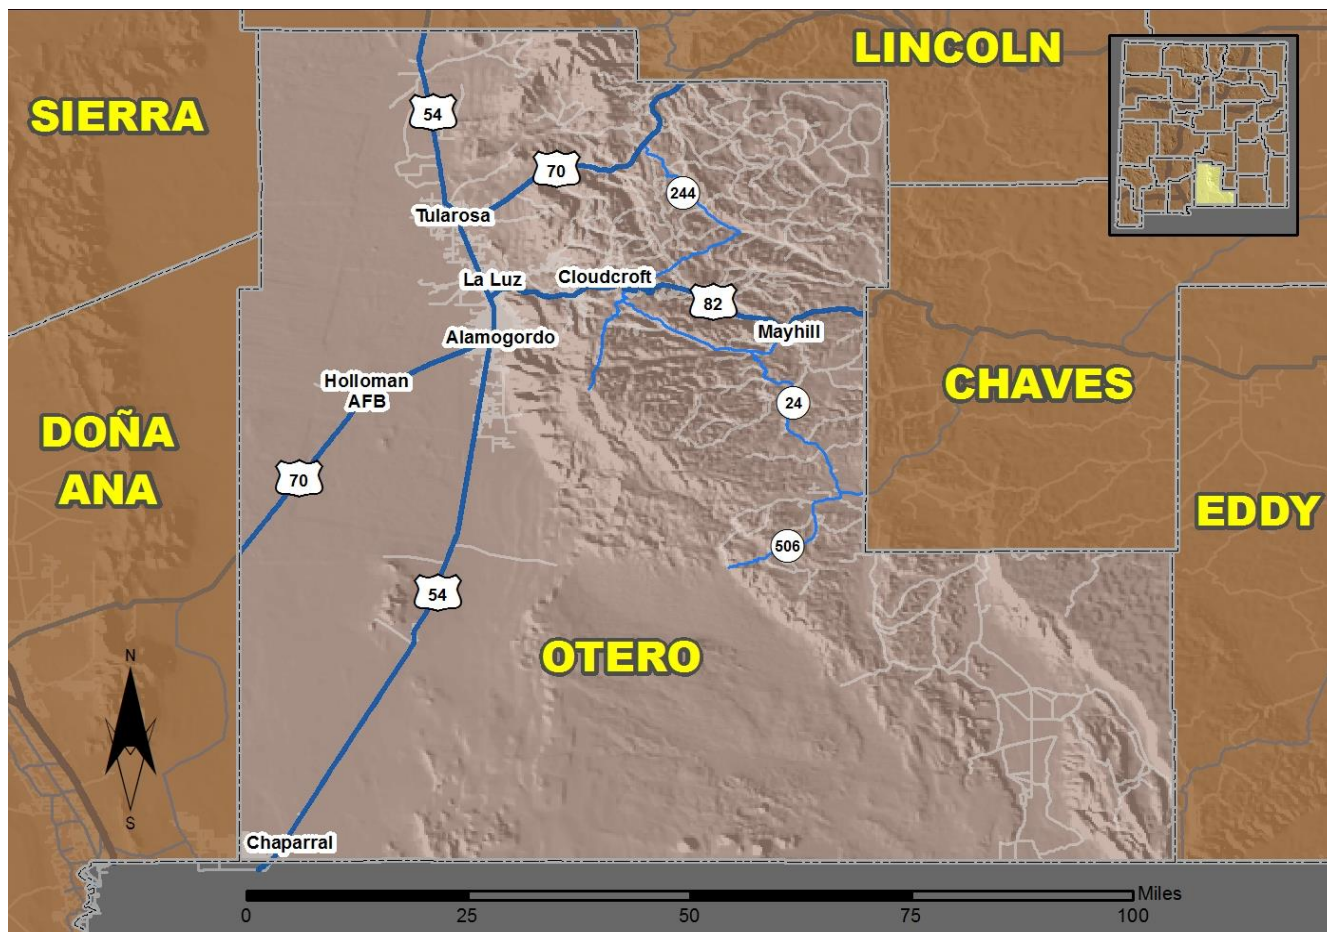 LINCOLN
SIERRA
54
70
244
Tularosa
La Luz
Cloudcroft
82
Alamogordo
Mayhill
Holloman
AFB
CHAVES
24
DOÑA
ANA
70
EDDY
506
54
OTERO
N
S
Chaparral
Miles
0
25
50
75
100